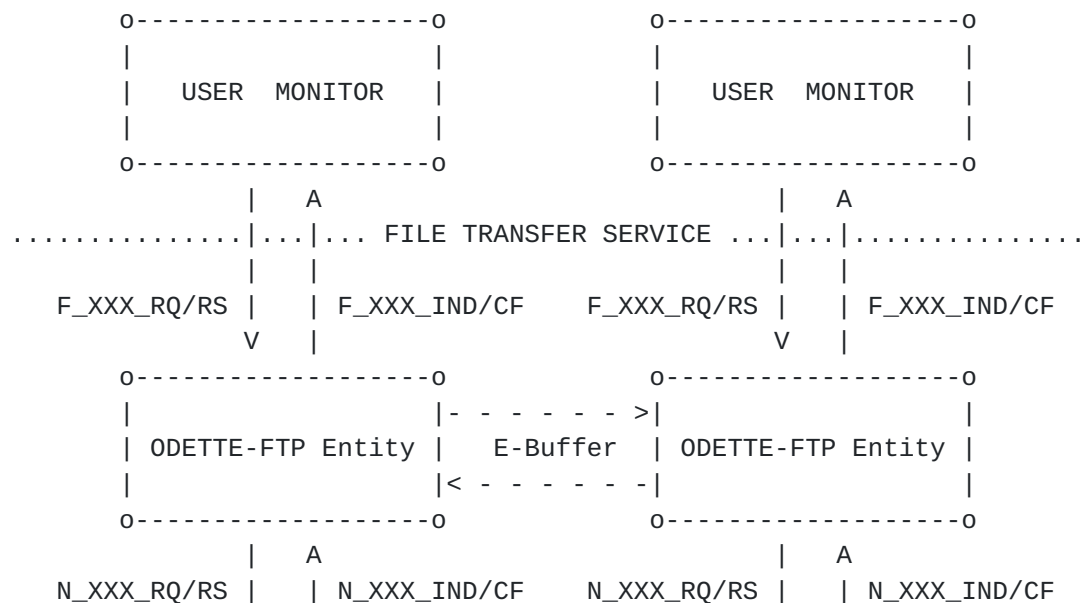 o-------------------o              o-------------------o
|                   |              |                   |
|   USER  MONITOR   |              |   USER  MONITOR   |
|                   |              |                   |
o-------------------o              o-------------------o
|   A                              |   A
...............|...|... FILE TRANSFER SERVICE ...|...|...............
|   |                              |   |
F_XXX_RQ/RS |   | F_XXX_IND/CF    F_XXX_RQ/RS |   | F_XXX_IND/CF
V   |                              V   |
o-------------------o              o-------------------o
|                   |- - - - - - >|                   |
| ODETTE-FTP Entity |   E-Buffer   | ODETTE-FTP Entity |
|                   |< - - - - - -|                   |
o-------------------o              o-------------------o
|   A                              |   A
N_XXX_RQ/RS |   | N_XXX_IND/CF    N_XXX_RQ/RS |   | N_XXX_IND/CF